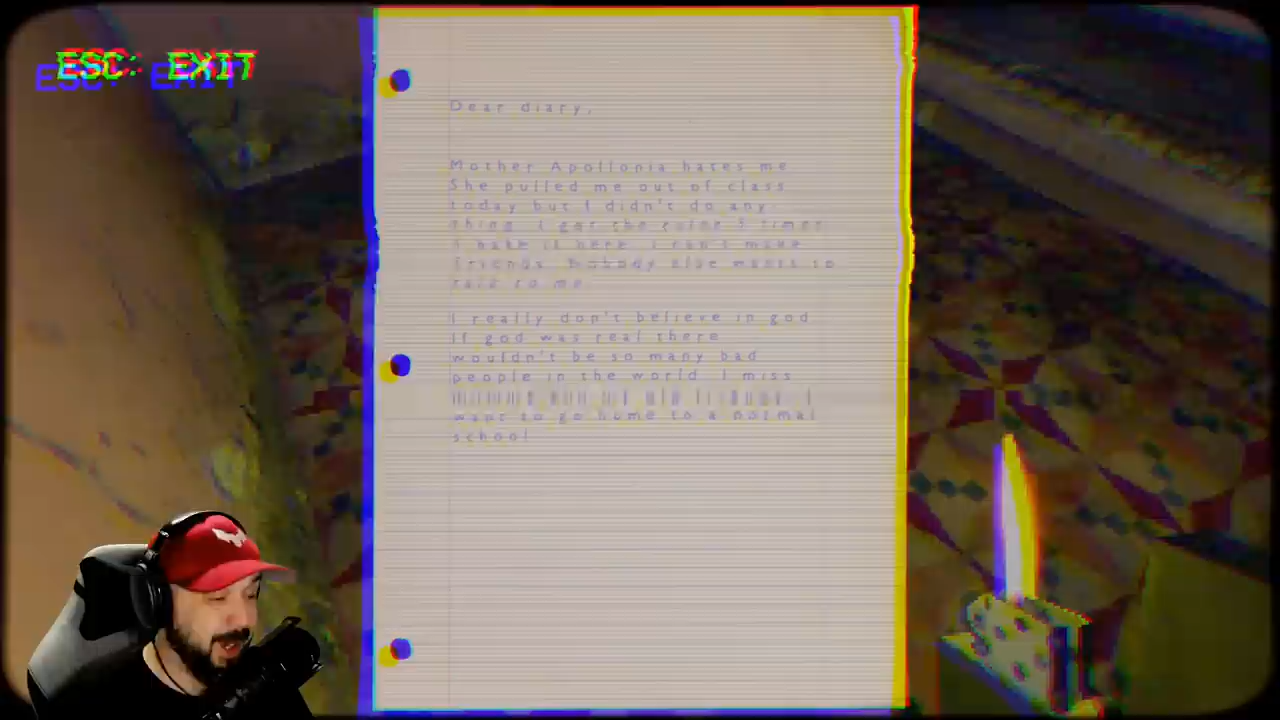 ESC: EXIT
Dear diary,
Mother Apollonia hates me
She pulled me out of class
today but I didn't do any-
thing. I got the cane 5 times
I hate it here. I can't make
friends. Nobody else wants to
talk to me.
I really don't believe in god
If god was real there
wouldn't be so many bad
people in the world. I miss
I
want to go home to a normal
school